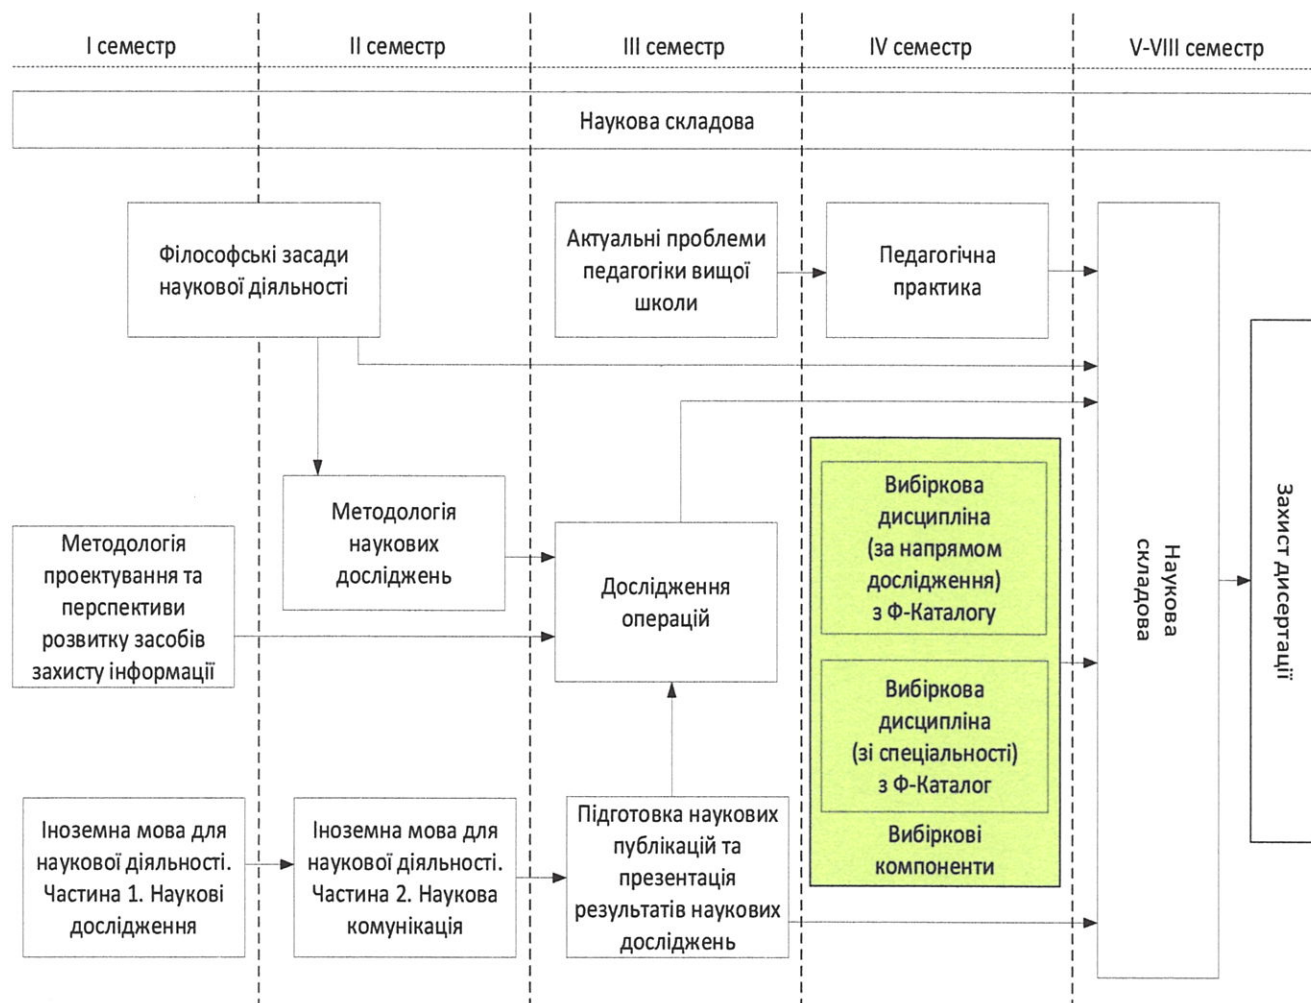 І семестр
ІІ семестр
ІІІ семестр
IV семестр
V-VIII семестр
Наукова складова
Філософські засади
наукової діяльності
Актуальні проблеми
педагогіки вищої
школи
Педагогічна
практика
Методологія
наукових
досліджень
Методологія
проектування та
перспективи
розвитку засобів
захисту інформації
Дослідження
операцій
Вибіркова
дисципліна
(за напрямом
дослідження)
з Ф-Каталогу
Вибіркова
дисципліна
(зі спеціальності)
з Ф-Каталог
Вибіркові
компоненти
Наукова
складова
Захист дисертації
Іноземна мова для
наукової діяльності.
Частина 1. Наукові
дослідження
Іноземна мова для
наукової діяльності.
Частина 2. Наукова
комунікація
Підготовка наукових
публікацій та
презентація
результатів наукових
досліджень